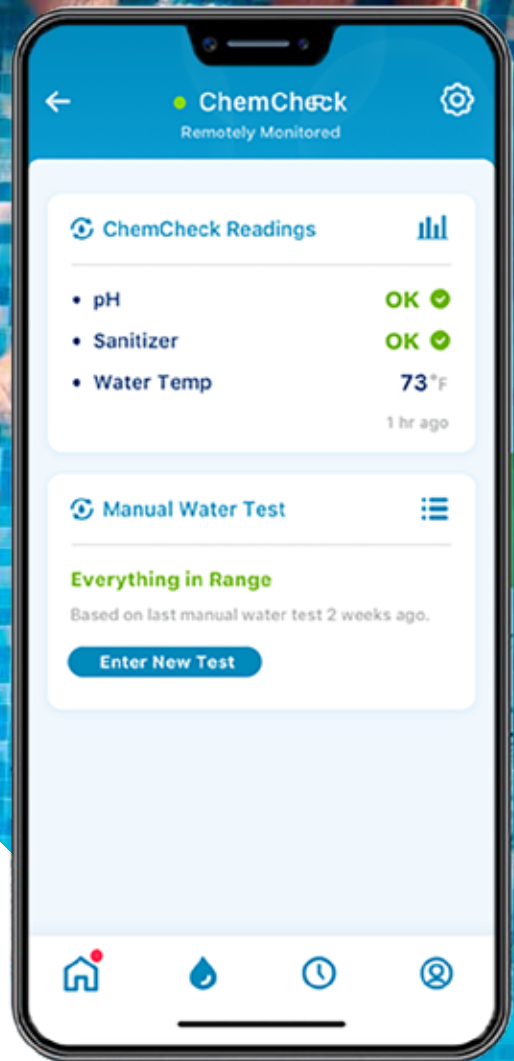 ChemCheck
Remotely Monitored
ChemCheck Readings
• pH OK
• Sanitizer OK
• Water Temp 73°F
1 hr ago
Manual Water Test
Everything in Range
Based on last manual water test 2 weeks ago.
Enter New Test